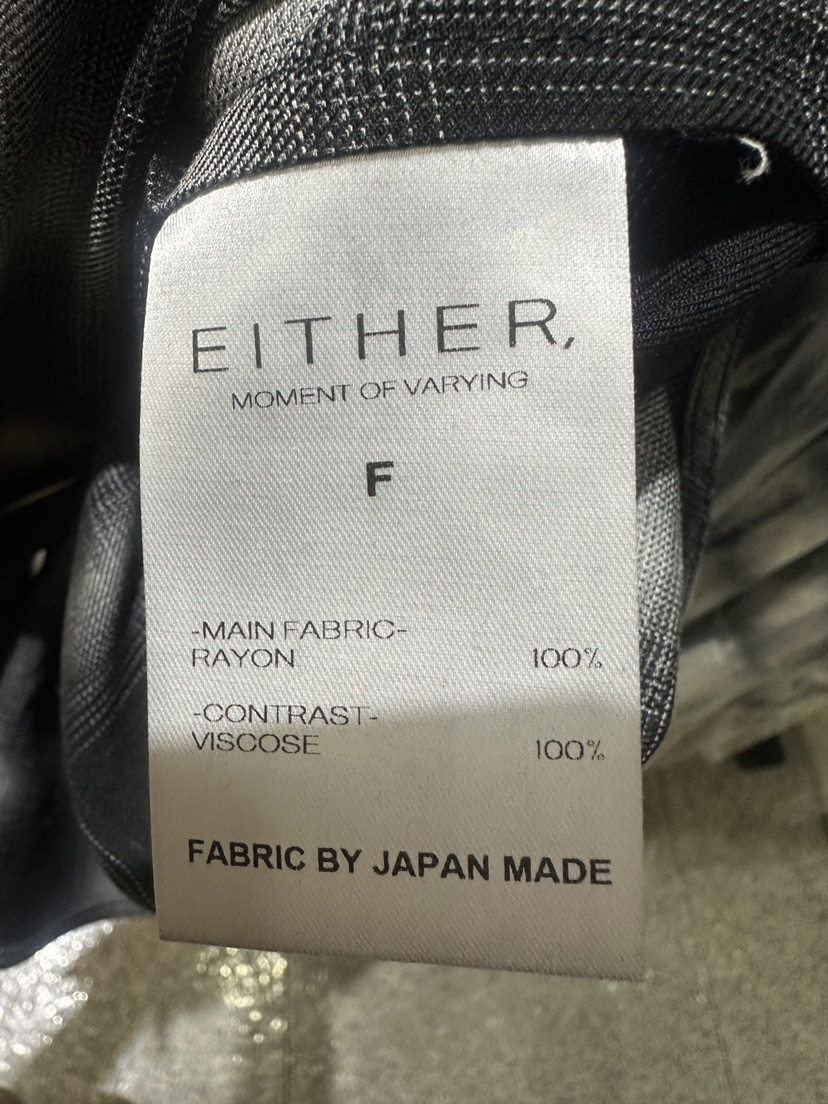 EITHER,
MOMENT OF VARYING
F
-MAIN FABRIC-
RAYON 100%
-CONTRAST-
VISCOSE 100%
FABRIC BY JAPAN MADE